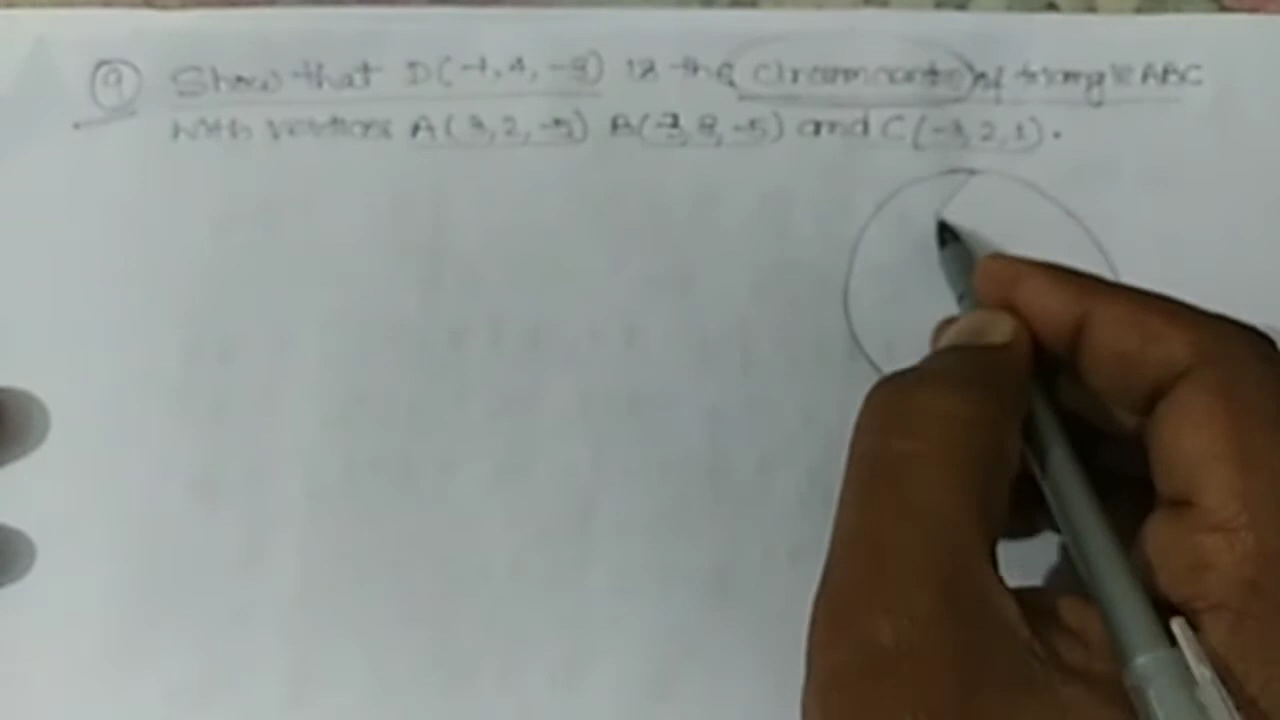 9 Show that D(-1, 4, -3) is the circumcentre of triangle ABC
with vertices A(3, 2, -5) B(-3, 8, -5) and C(-3, 2, 1).